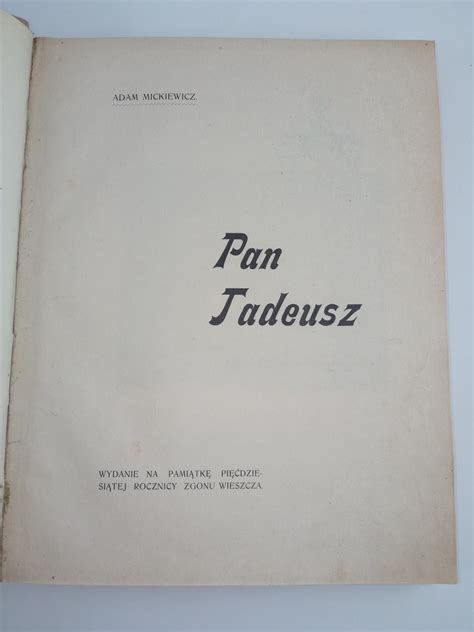 ADAM MICKIEWICZ.
Pan
Tadeusz
WYDANIE NA PAMIĄTKĘ PIĘĆDZIE-
SIĄTEJ ROCZNICY ZGONU WIESZCZA.